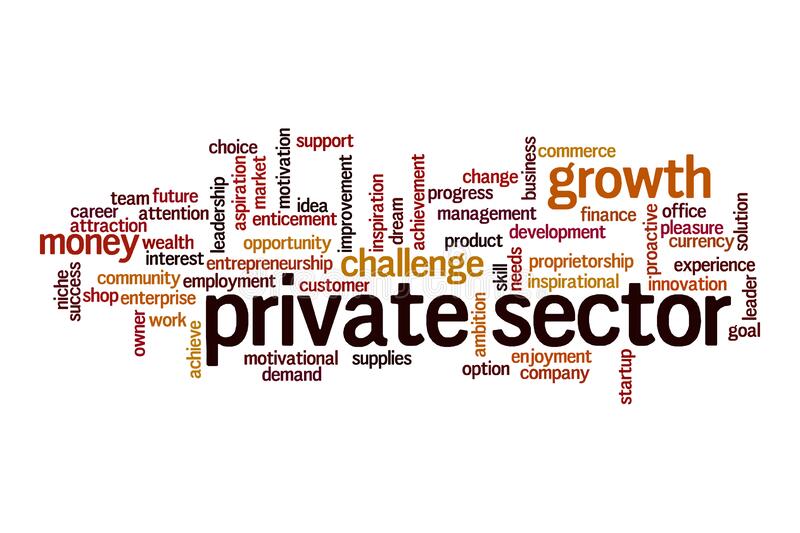 choice
motivation
support
leadership
aspiration
market
idea
enticement
improvement
inspiration
dream
achievement
change
progress
business
commerce
growth
team
future
career
attention
attraction
money
wealth
interest
opportunity
management
finance
office
proactive
pleasure
solution
product
development
currency
entrepreneurship
challenge
skill
needs
proprietorship
experience
niche
success
community
employment
customer
inspirational
innovation
leader
shop
enterprise
private sector
goal
owner
work
achieve
ambition
motivational
supplies
demand
option
enjoyment
company
startup